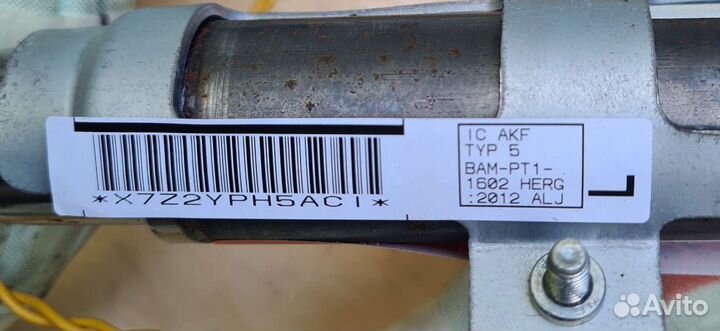 *X7Z2YPH5ACI*
IC AKF
TYP 5
BAM-PT1-
1602 HERG
:2012 ALJ
L
Avito